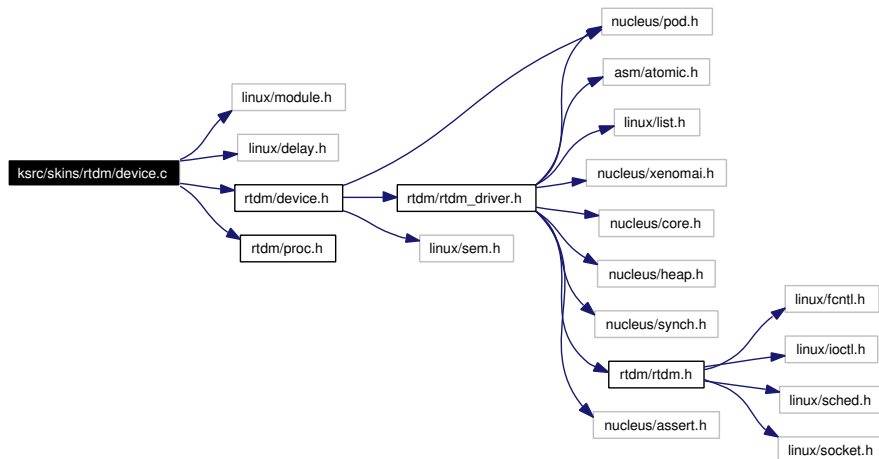 nucleus/pod.h
asm/atomic.h
linux/module.h
linux/list.h
linux/delay.h
ksrc/skins/rtdm/device.c
nucleus/xenomai.h
rtdm/device.h
rtdm/rtdm_driver.h
nucleus/core.h
rtdm/proc.h
linux/sem.h
nucleus/heap.h
linux/fcntl.h
nucleus/synch.h
linux/ioctl.h
rtdm/rtdm.h
linux/sched.h
nucleus/assert.h
linux/socket.h